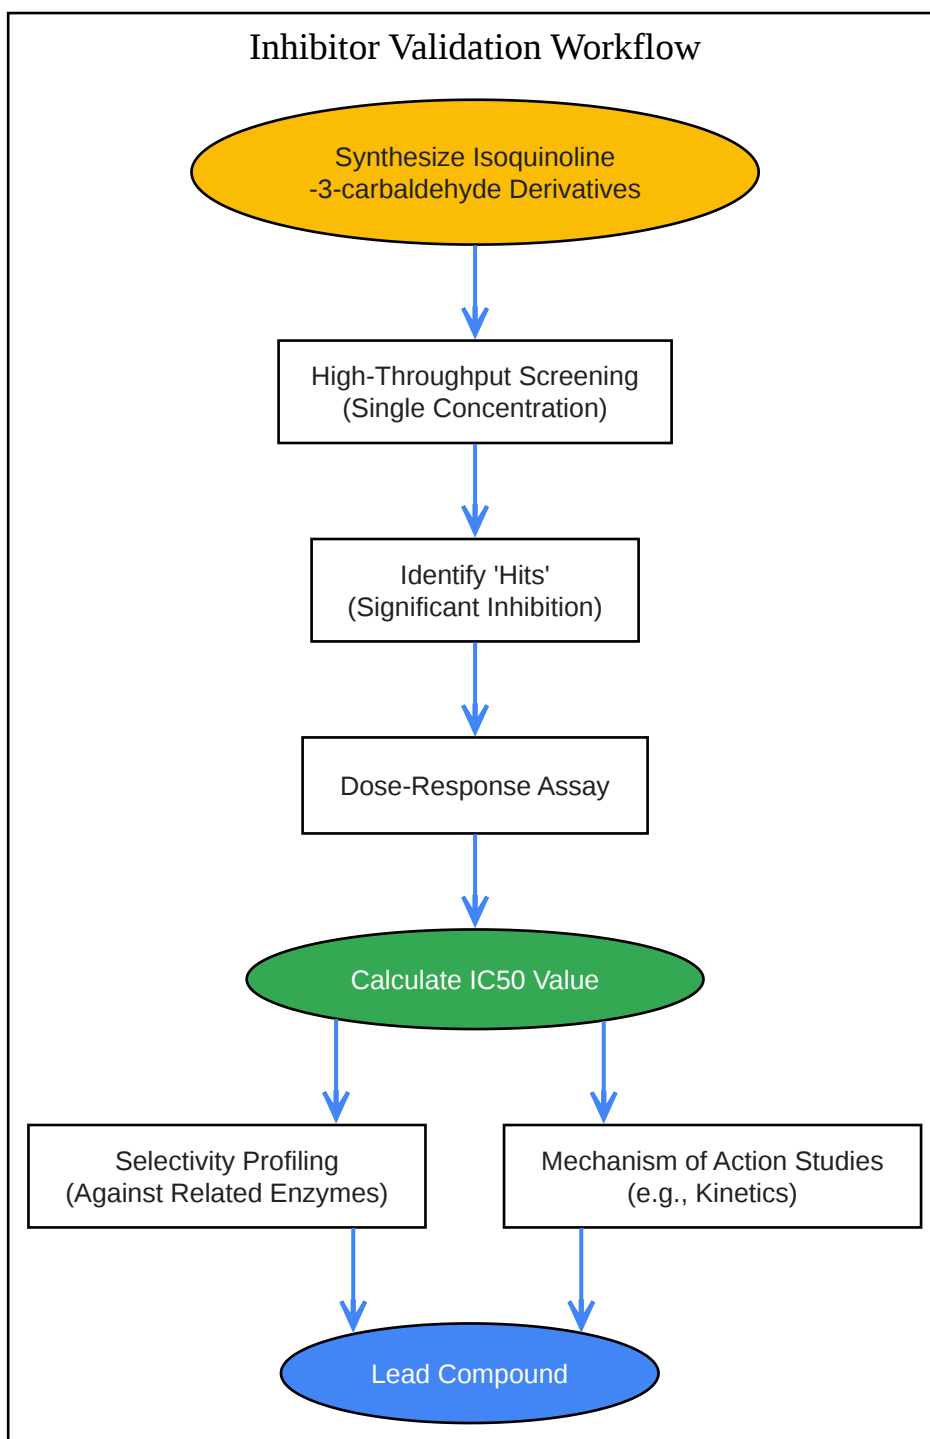 Inhibitor Validation Workflow
Synthesize Isoquinoline
-3-carbaldehyde Derivatives
High-Throughput Screening
(Single Concentration)
Identify 'Hits'
(Significant Inhibition)
Dose-Response Assay
Calculate IC50 Value
Selectivity Profiling
(Against Related Enzymes)
Mechanism of Action Studies
(e.g., Kinetics)
Lead Compound